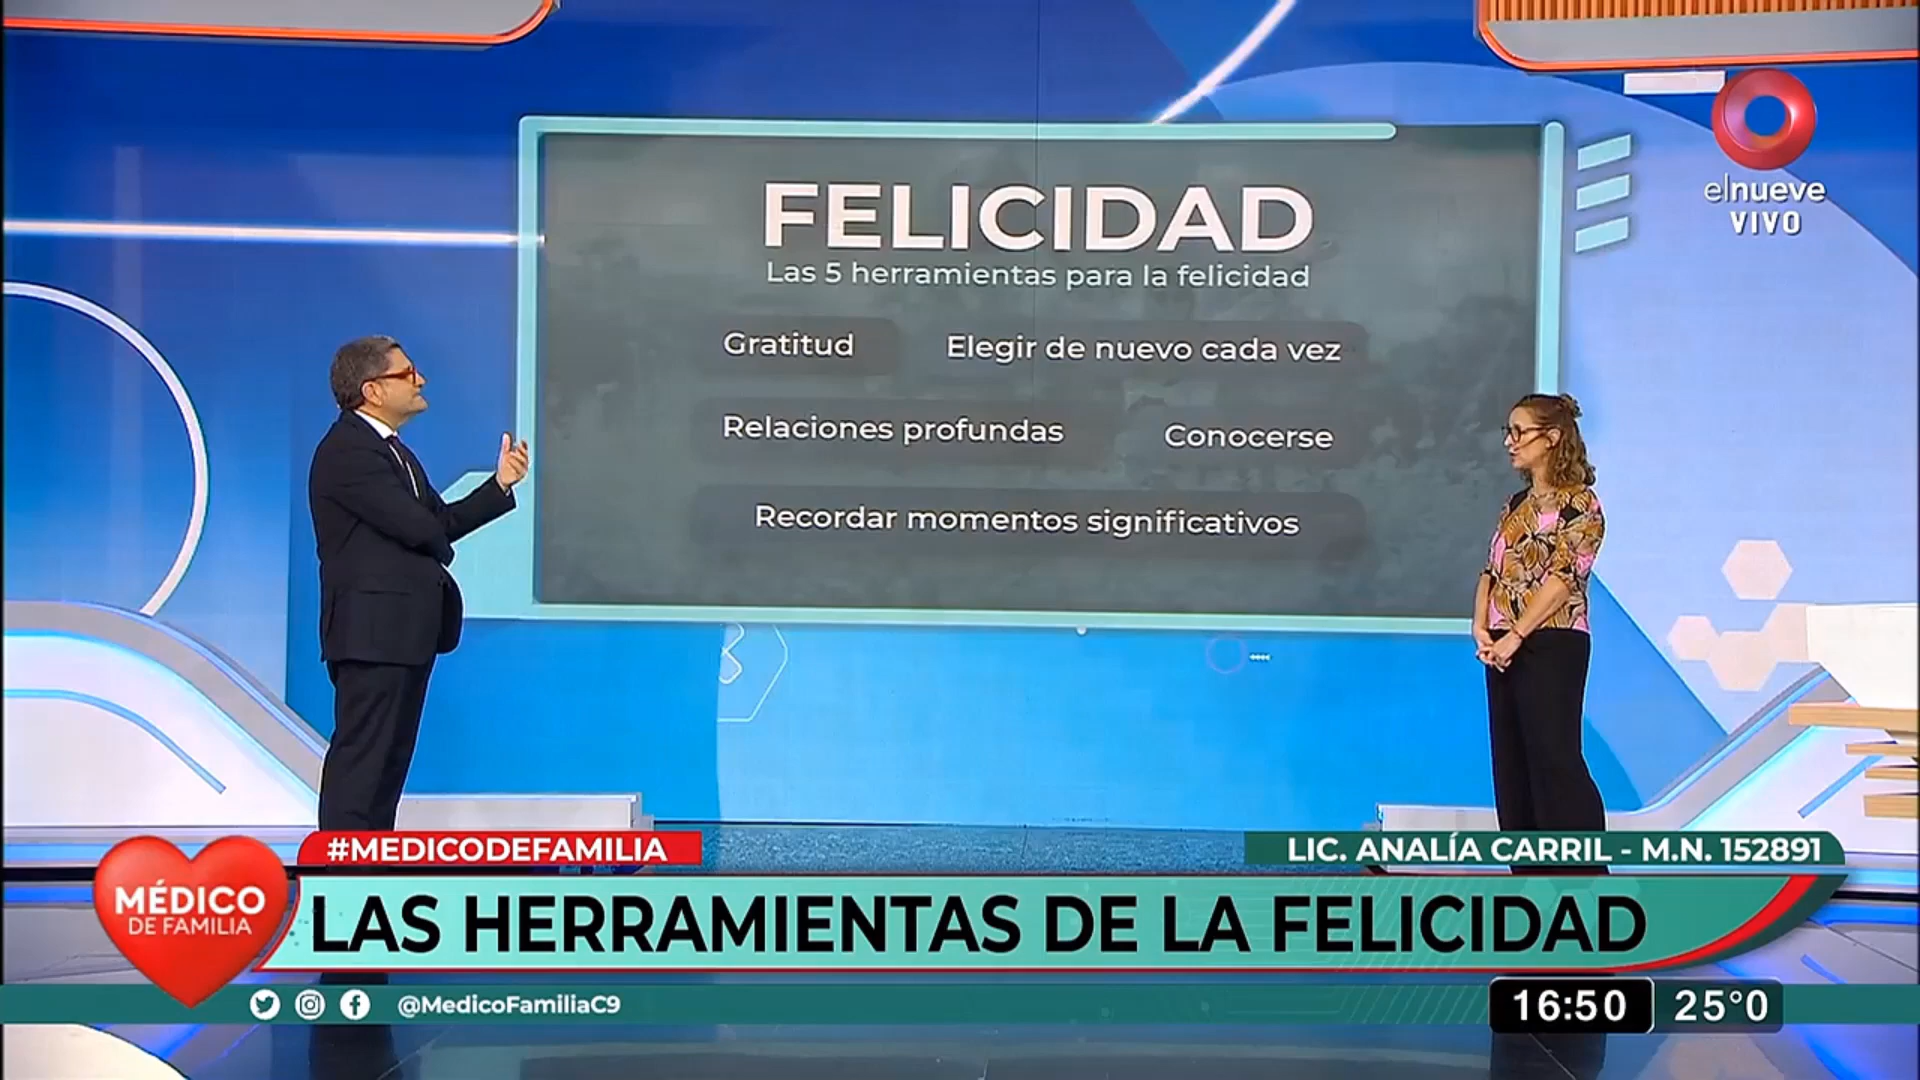 elnueve
VIVO
FELICIDAD
Las 5 herramientas para la felicidad
Gratitud
Elegir de nuevo cada vez
Relaciones profundas
Conocerse
Recordar momentos significativos
#MEDICODEFAMILIA
LIC. ANALÍA CARRIL - M.N. 152891
MÉDICO
DE FAMILIA
LAS HERRAMIENTAS DE LA FELICIDAD
@MedicoFamiliaC9
16:50
25°0